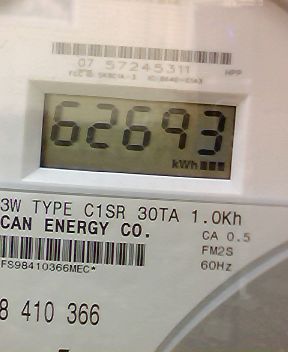 07 57245311 HPP
62693
kWh
3W TYPE C1SR 30TA 1.0Kh
CAN ENERGY CO.
CA 0.5
FM2S
FS98410366MEC*
60Hz
8 410 366